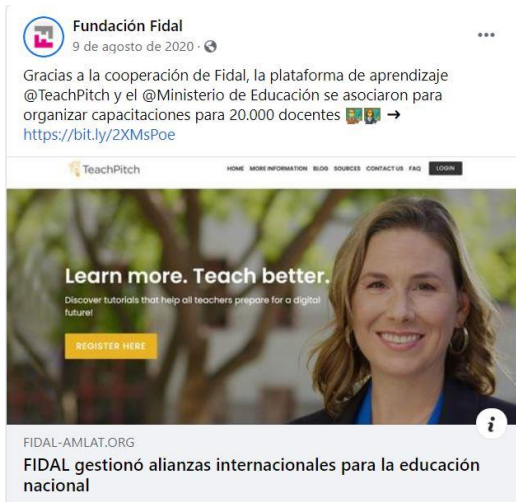 Fundación Fidal
9 de agosto de 2020 ·
Gracias a la cooperación de Fidal, la plataforma de aprendizaje
@TeachPitch y el @Ministerio de Educación se asociaron para
organizar capacitaciones para 20.000 docentes →
https://bit.ly/2XMsPoe
TeachPitch
HOME MORE INFORMATION BLOG SOURCES CONTACT US FAQ LOGIN
Learn more. Teach better.
Discover tutorials that help all teachers prepare for a digital
future!
REGISTER HERE
FIDAL-AMLAT.ORG
FIDAL gestionó alianzas internacionales para la educación
nacional